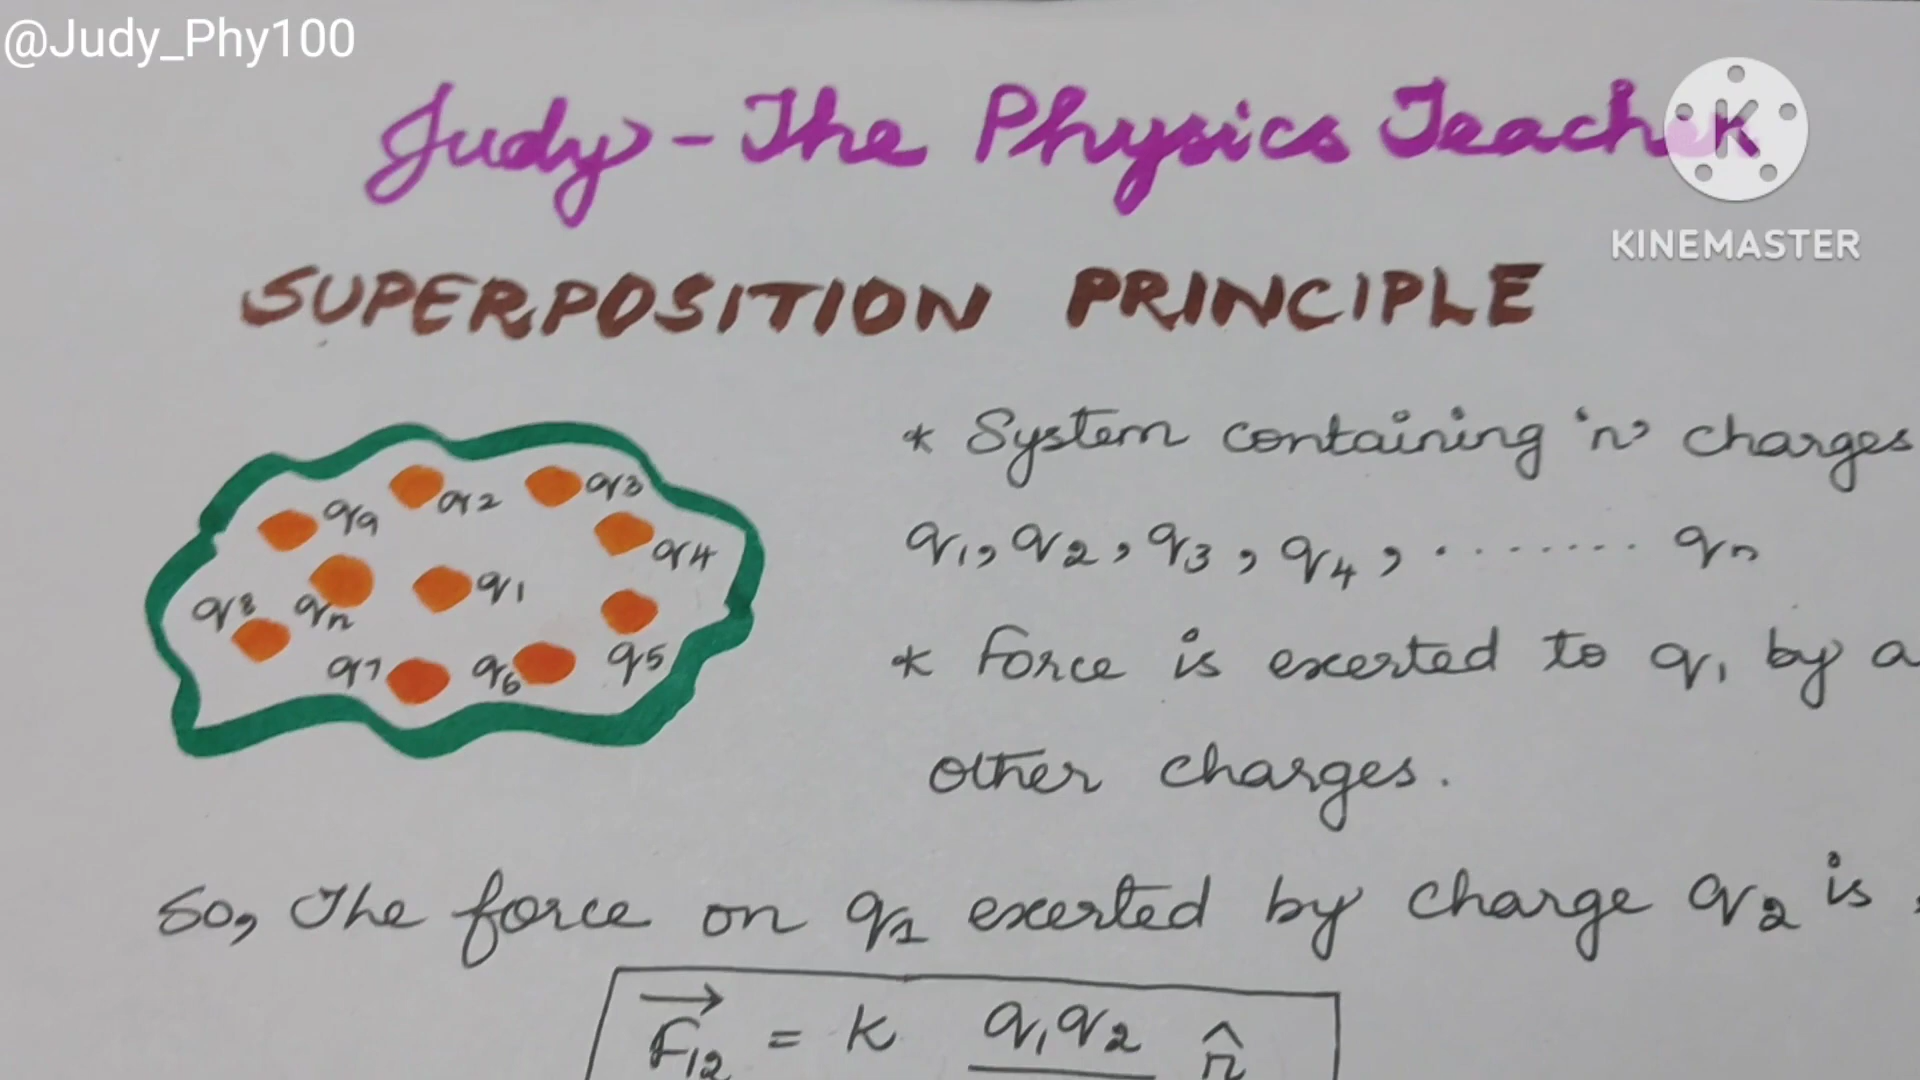 @Judy_Phy100
Judy - The Physics Teach
K
KINEMASTER
SUPERPOSITION PRINCIPLE
* System containing 'n' charges
q1, q2, q3, q4, ........ qn
* Force is exerted to q1 by a
other charges.
q9 q2 q3
q4
q8 qn q1
q7 q6 q5
So, The force on q1 exerted by charge q2 is
F⃗12 = k q1q2 r̂